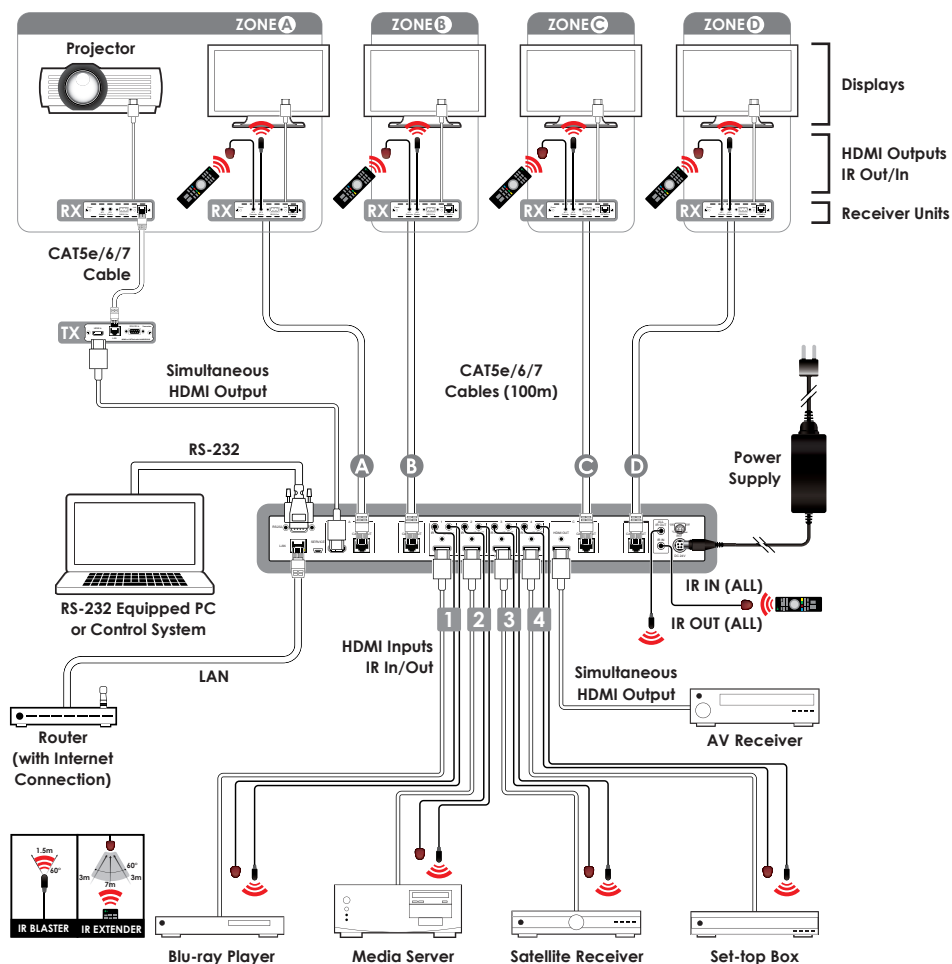 ZONE A
ZONE B
ZONE C
ZONE D
Projector
Displays
HDMI Outputs
IR Out/In
RX
RX
RX
RX
RX
Receiver Units
CAT5e/6/7
Cable
TX
Simultaneous
HDMI Output
CAT5e/6/7
Cables (100m)
RS-232
A
B
C
D
Power
Supply
LAN
SERVICE
HDMI OUT
IR IN (ALL)
RS-232 Equipped PC
or Control System
1
2
3
4
IR OUT (ALL)
HDMI Inputs
IR In/Out
LAN
Simultaneous
HDMI Output
Router
(with Internet
Connection)
AV Receiver
1.5m
60°
60°
3m
3m
7m
IR BLASTER
IR EXTENDER
Blu-ray Player
Media Server
Satellite Receiver
Set-top Box